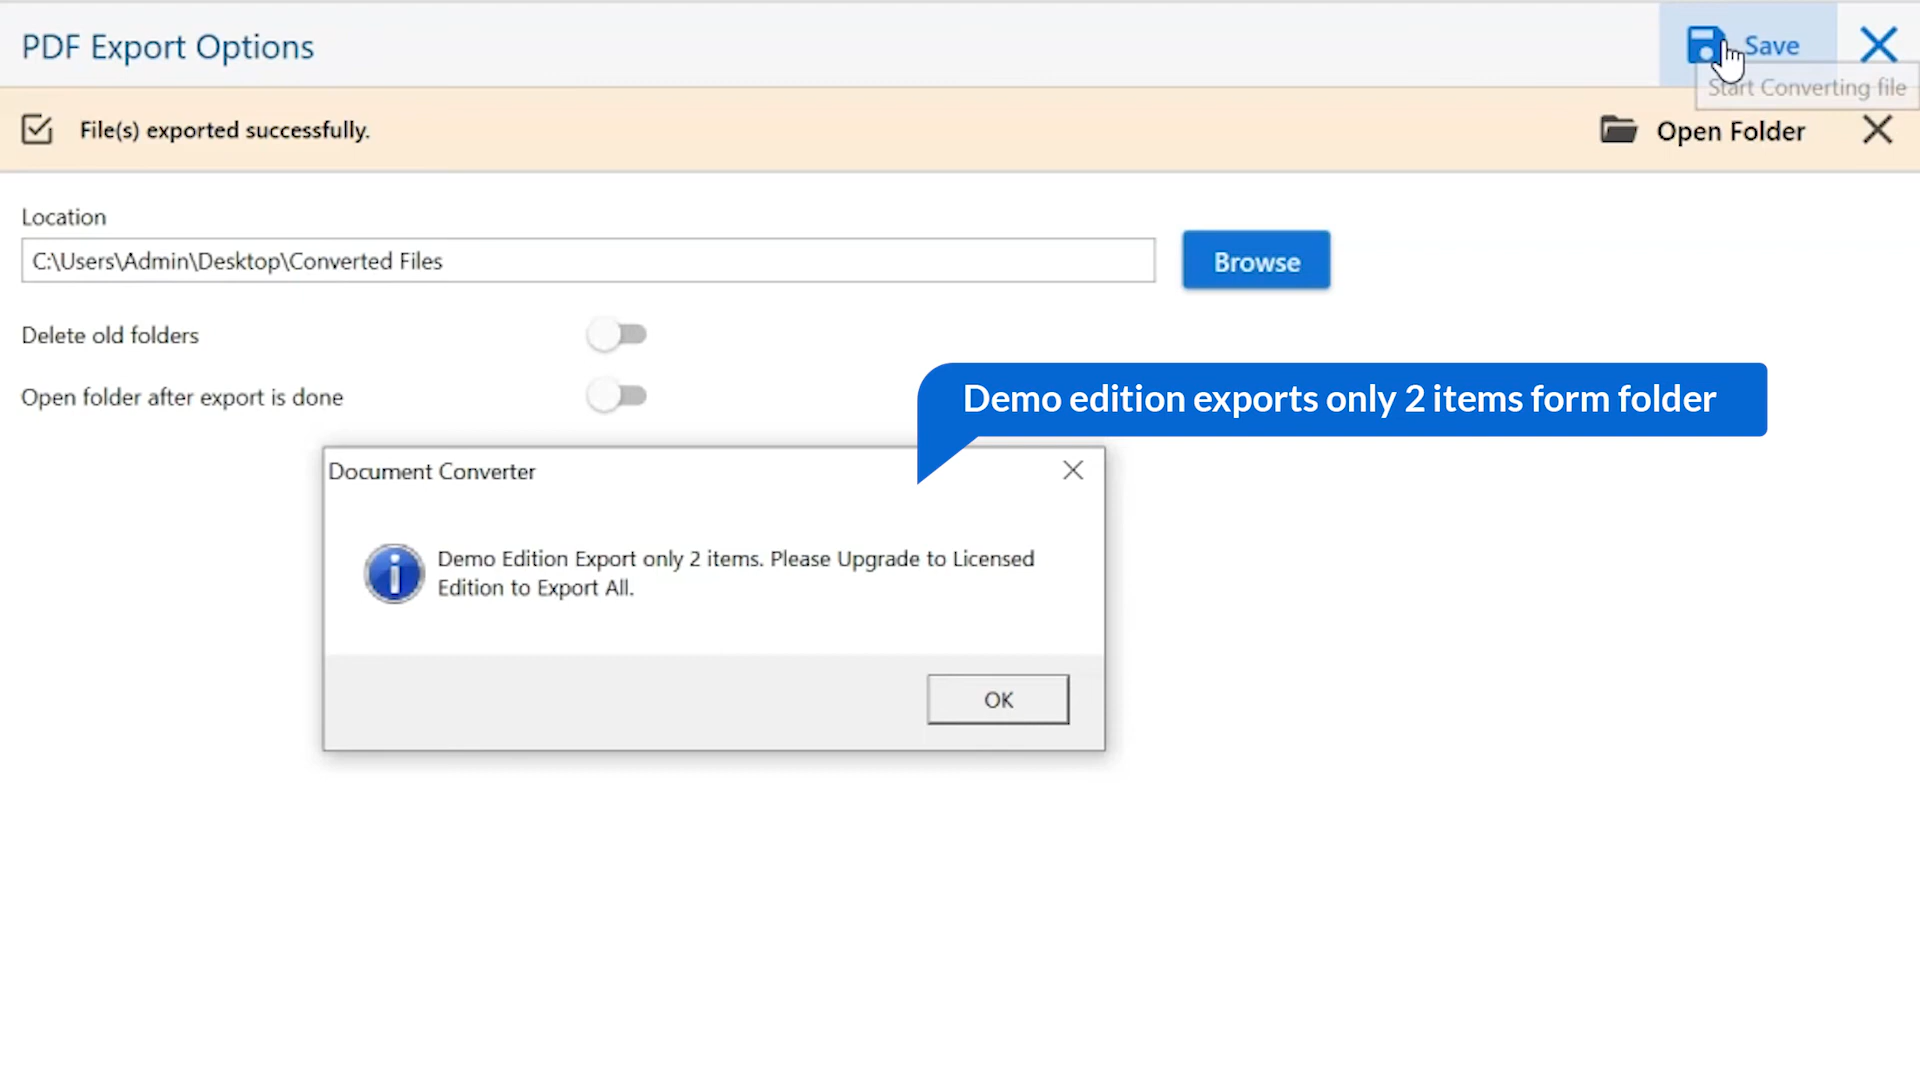 PDF Export Options
Save
Start Converting file
File(s) exported successfully.
Open Folder
Location
C:\Users\Admin\Desktop\Converted Files
Browse
Delete old folders
Open folder after export is done
Demo edition exports only 2 items form folder
Document Converter
Demo Edition Export only 2 items. Please Upgrade to Licensed
Edition to Export All.
OK